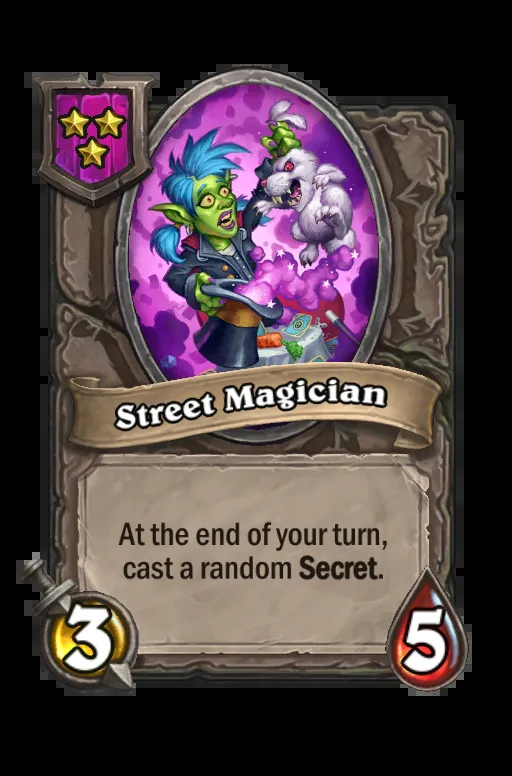 Street Magician
At the end of your turn,
cast a random Secret.
3
5